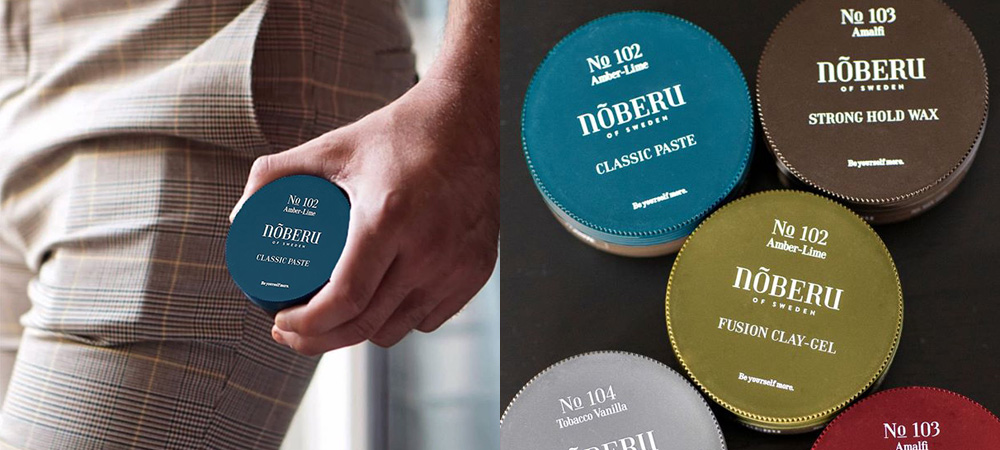 No 102
Amber-Lime
NÕBERU
OF SWEDEN
CLASSIC PASTE
Be yourself more.
No 102
Amber-Lime
NÕBERU
OF SWEDEN
CLASSIC PASTE
Be yourself more.
No 103
Amalfi
NÕBERU
OF SWEDEN
STRONG HOLD WAX
Be yourself more.
No 102
Amber-Lime
NÕBERU
OF SWEDEN
FUSION CLAY-GEL
Be yourself more.
No 104
Tobacco Vanilla
NÕBERU
No 103
Amalfi